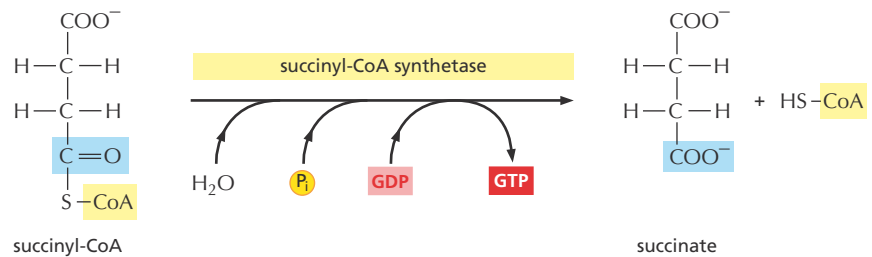 COO⁻
H—C—H
H—C—H
C=O
S–CoA
succinyl-CoA
succinyl-CoA synthetase
H₂O
Pᵢ
GDP
GTP
COO⁻
H—C—H
H—C—H
COO⁻
+ HS–CoA
succinate